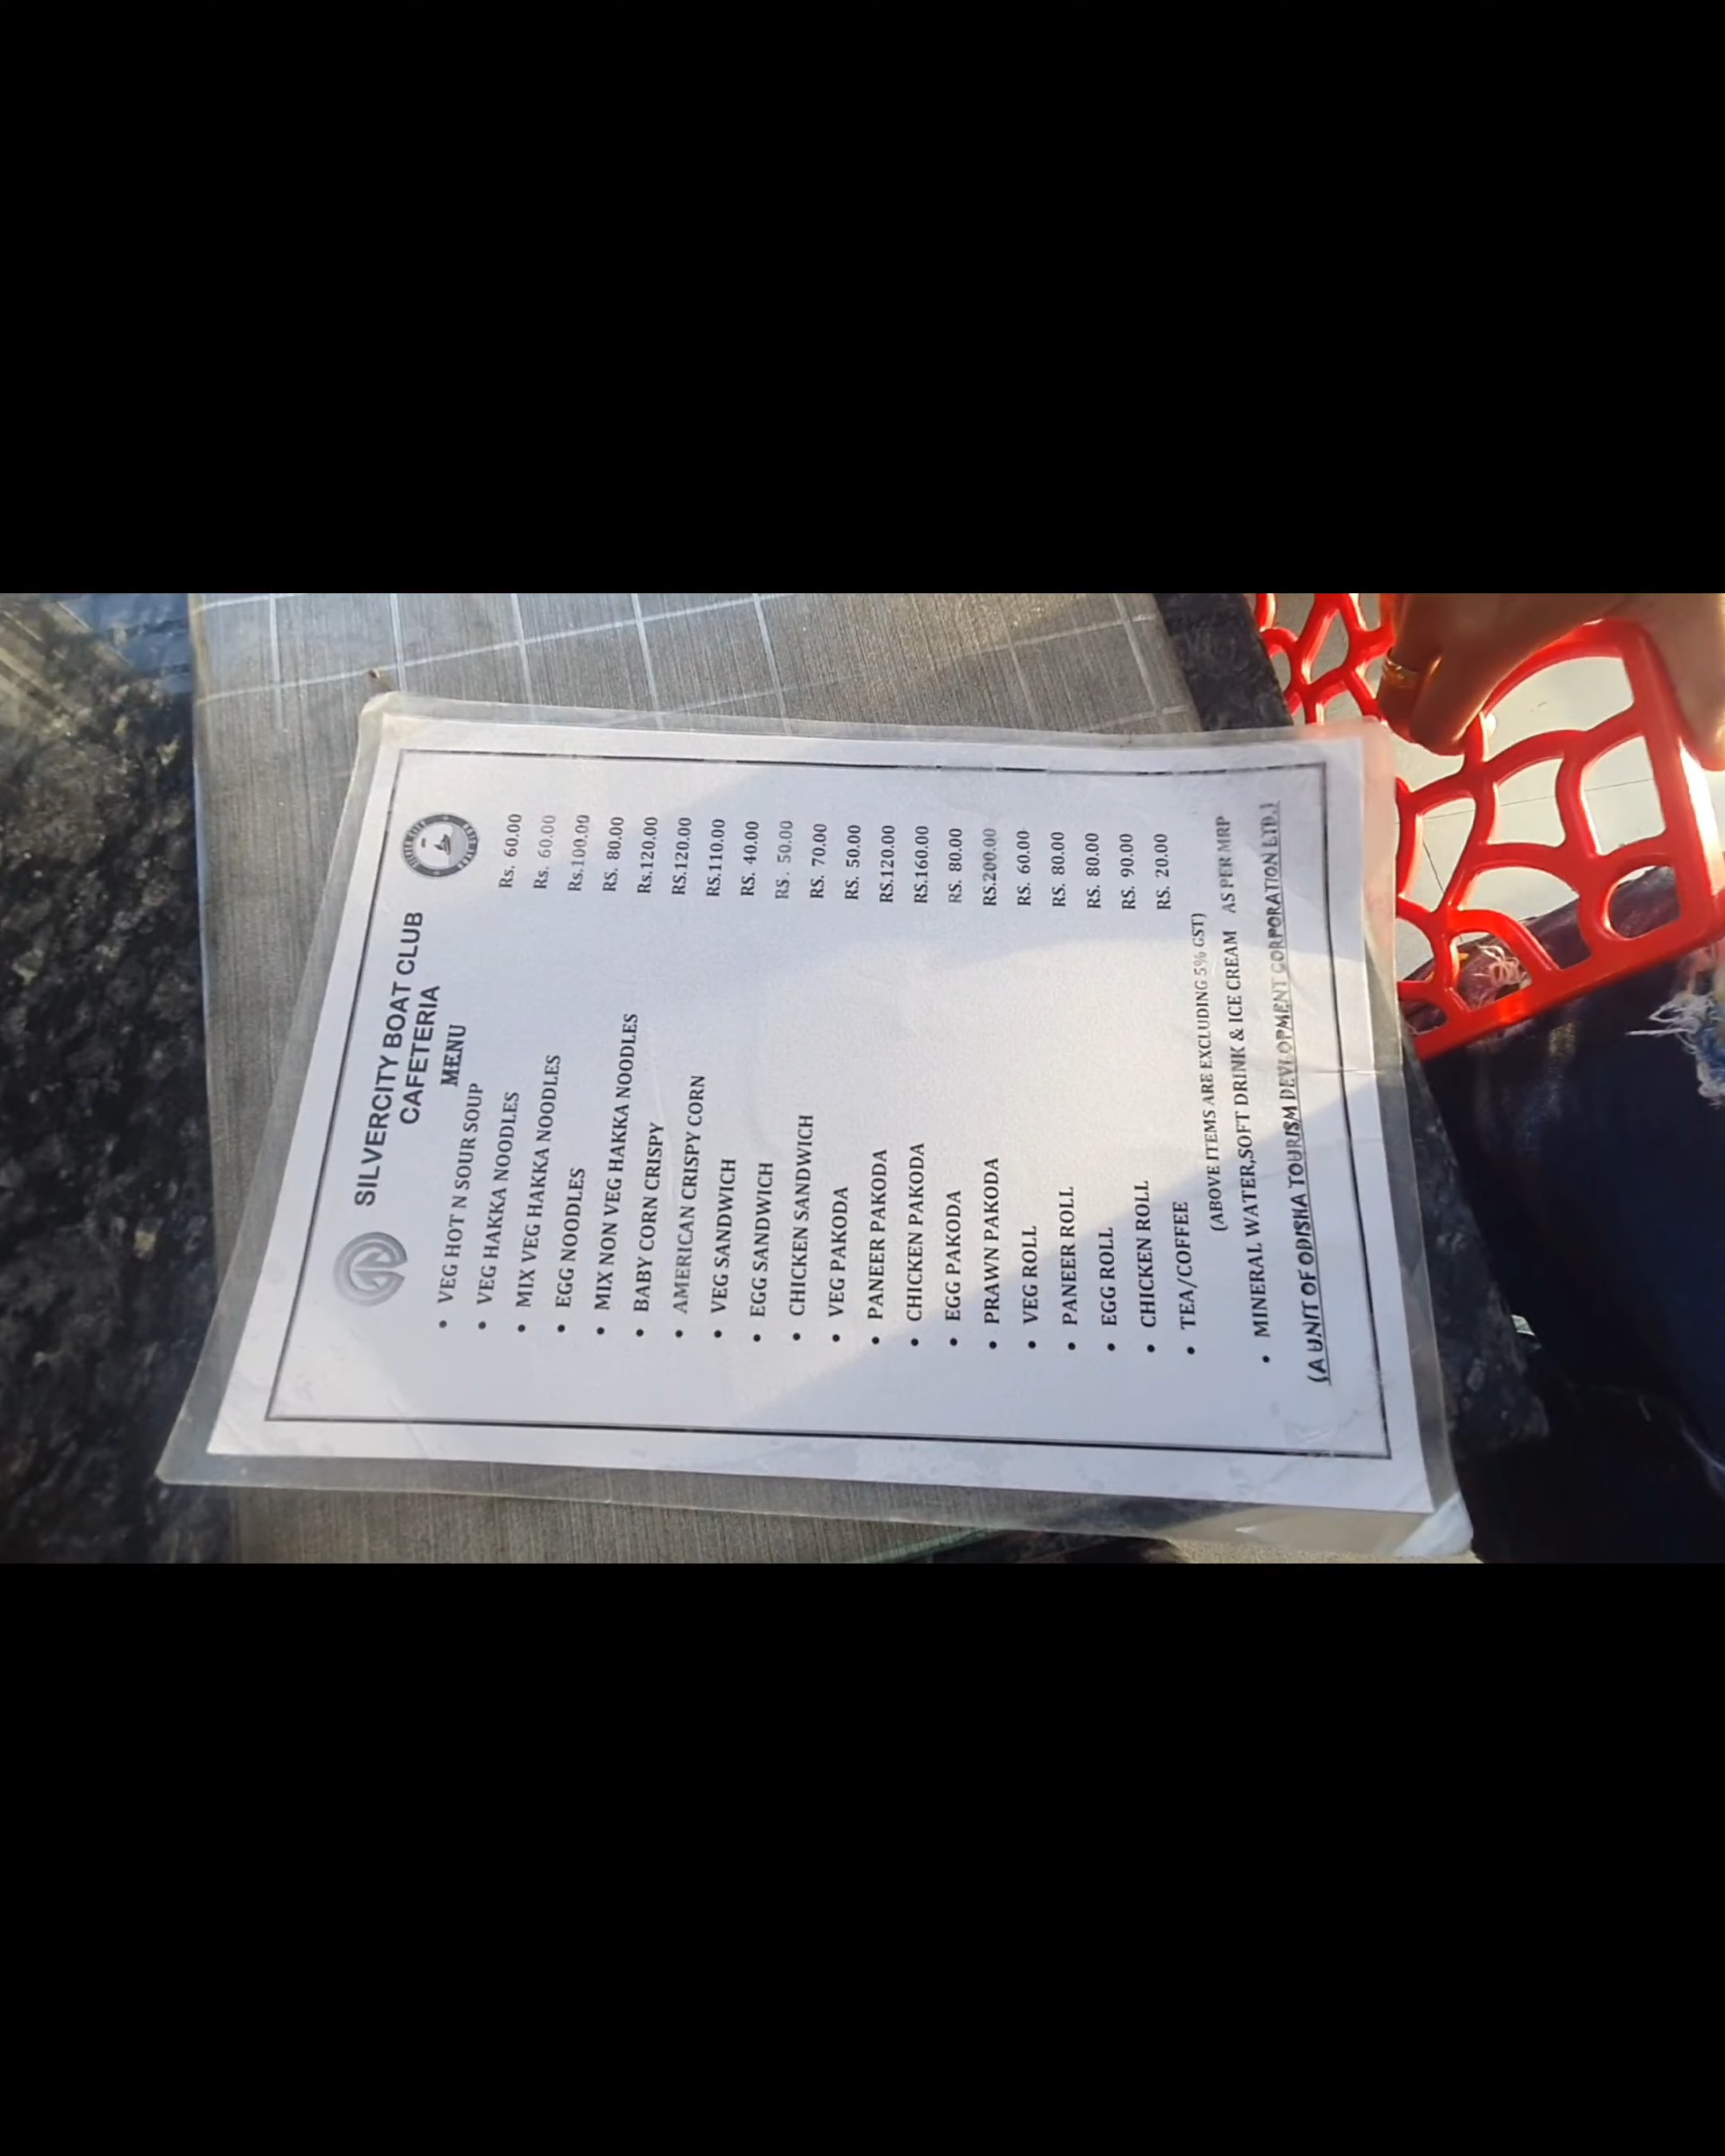 SILVERCITY BOAT CLUB
CAFETERIA
MENU
• VEG HOT N SOUR SOUP Rs. 60.00
• VEG HAKKA NOODLES Rs. 60.00
• MIX VEG HAKKA NOODLES Rs.100.00
• EGG NOODLES Rs. 80.00
• MIX NON VEG HAKKA NOODLES Rs.120.00
• BABY CORN CRISPY Rs.120.00
• AMERICAN CRISPY CORN Rs.110.00
• VEG SANDWICH Rs. 40.00
• EGG SANDWICH RS. 50.00
• CHICKEN SANDWICH RS. 70.00
• VEG PAKODA RS. 50.00
• PANEER PAKODA RS.120.00
• CHICKEN PAKODA RS.160.00
• EGG PAKODA RS. 80.00
• PRAWN PAKODA RS.200.00
• VEG ROLL RS. 60.00
• PANEER ROLL RS. 80.00
• EGG ROLL RS. 80.00
• CHICKEN ROLL RS. 90.00
• TEA/COFFEE RS. 20.00
(ABOVE ITEMS ARE EXCLUDING 5% GST)
• MINERAL WATER,SOFT DRINK & ICE CREAM AS PER MRP
(A UNIT OF ODISHA TOURISM DEVELOPMENT CORPORATION LTD.)